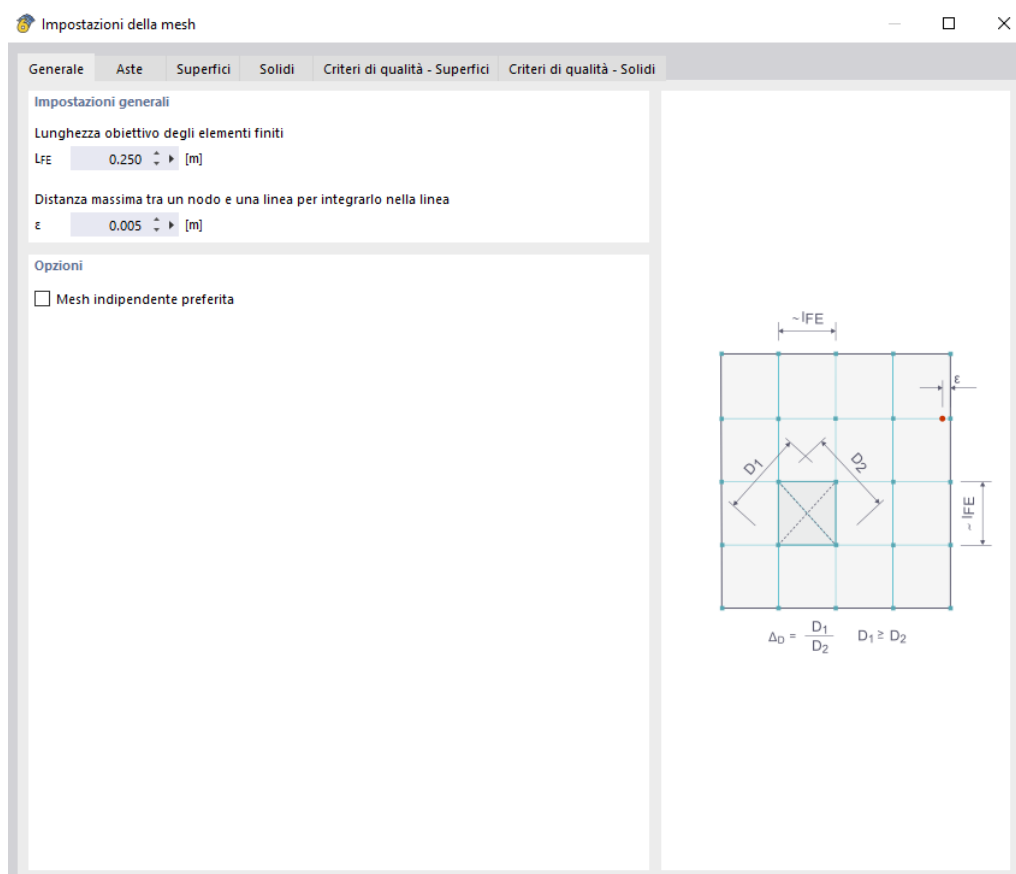 Impostazioni della mesh
Generale Aste Superfici Solidi Criteri di qualità - Superfici Criteri di qualità - Solidi
Impostazioni generali
Lunghezza obiettivo degli elementi finiti
LFE 0.250 [m]
Distanza massima tra un nodo e una linea per integrarlo nella linea
ε 0.005 [m]
Opzioni
Mesh indipendente preferita
~lFE
ε
D1 D2
~lFE
ΔD = D1 / D2 D1 ≥ D2